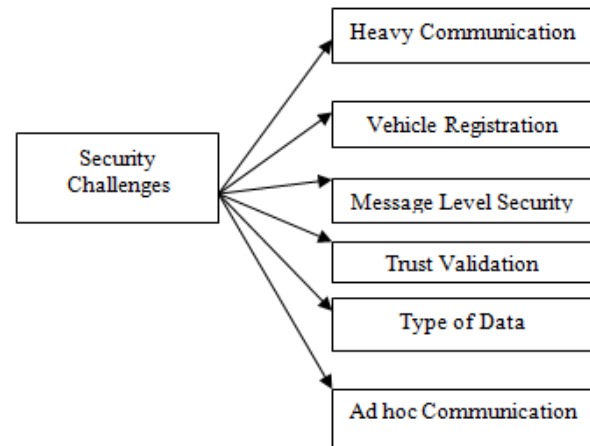 Security
Challenges
Heavy Communication
Vehicle Registration
Message Level Security
Trust Validation
Type of Data
Ad hoc Communication